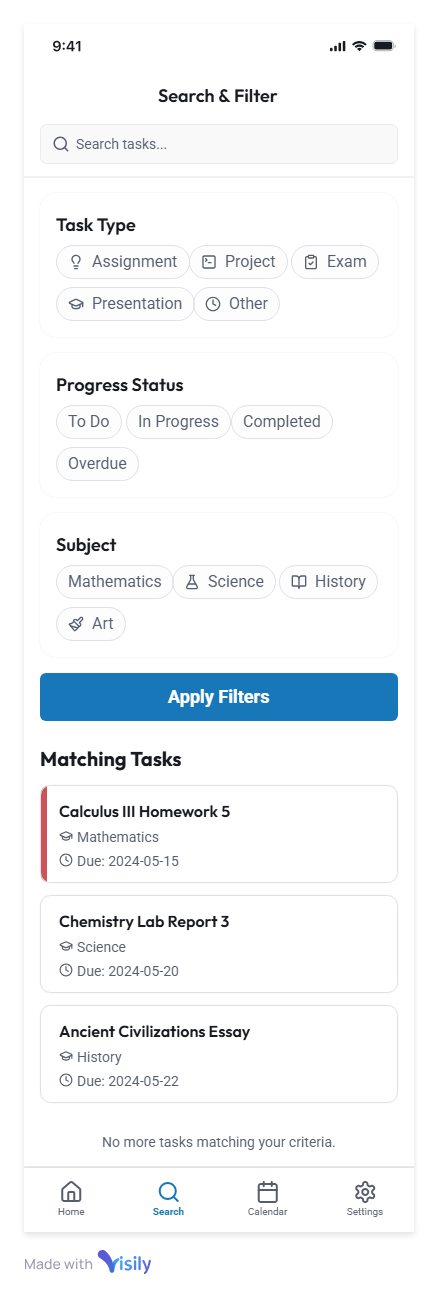 9:41
Search & Filter
Search tasks...
Task Type
Assignment Project Exam
Presentation Other
Progress Status
To Do In Progress Completed
Overdue
Subject
Mathematics Science History
Art
Apply Filters
Matching Tasks
Calculus III Homework 5
Mathematics
Due: 2024-05-15
Chemistry Lab Report 3
Science
Due: 2024-05-20
Ancient Civilizations Essay
History
Due: 2024-05-22
No more tasks matching your criteria.
Home Search Calendar Settings
Made with Visily